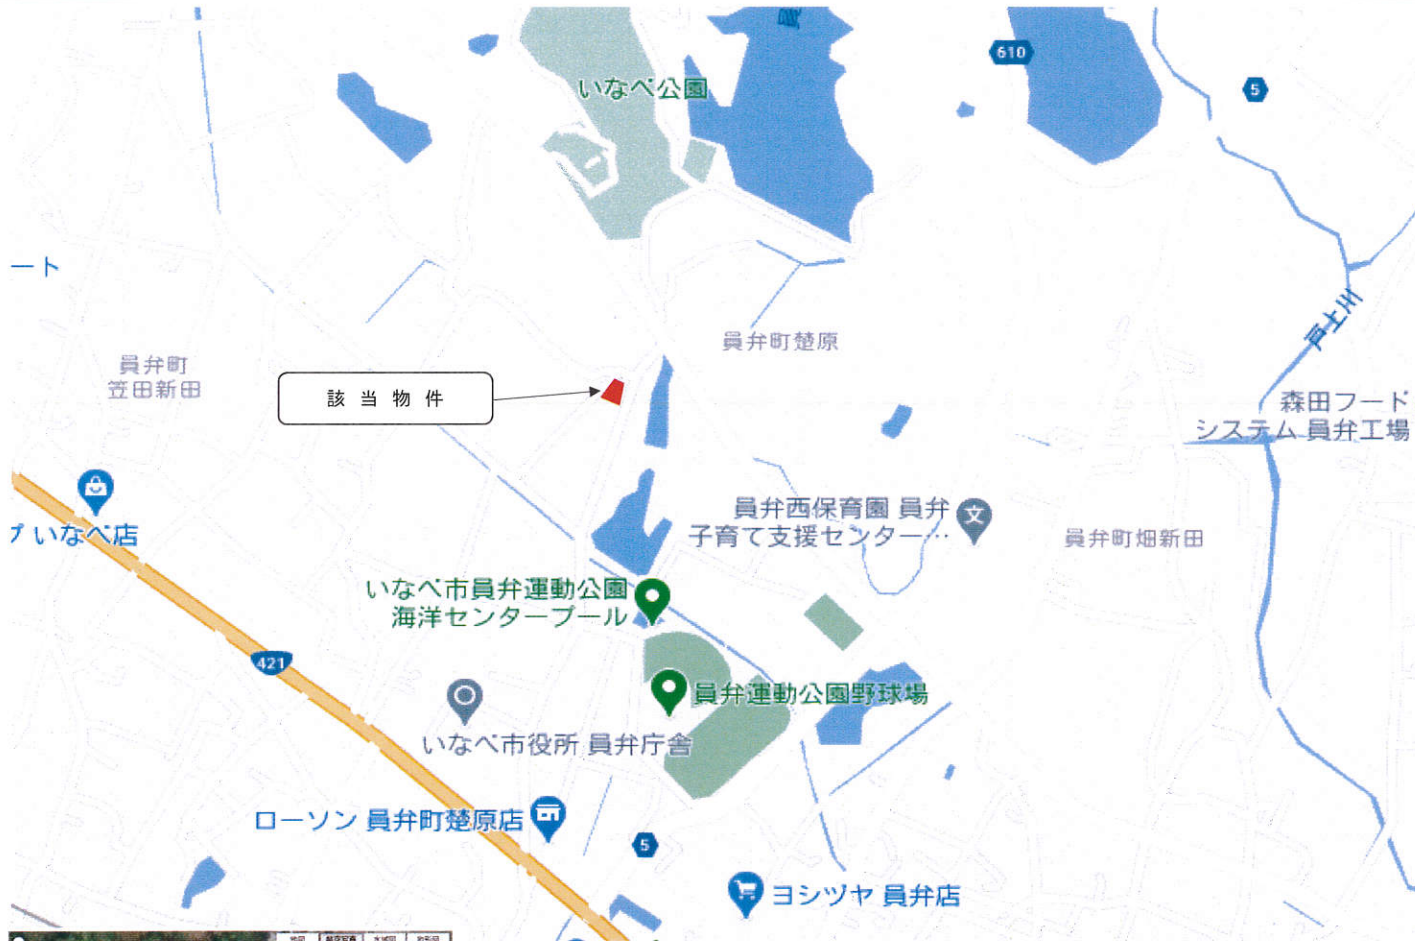 610
5
いなべ公園
ート
戸上川
員弁町楚原
員弁町
笠田新田
該当物件
森田フード
システム 員弁工場
いなべ店
員弁西保育園 員弁
子育て支援センター…
文
員弁町畑新田
いなべ市員弁運動公園
海洋センタープール
421
員弁運動公園野球場
いなべ市役所 員弁庁舎
ローソン 員弁町楚原店
5
ヨシヅヤ 員弁店